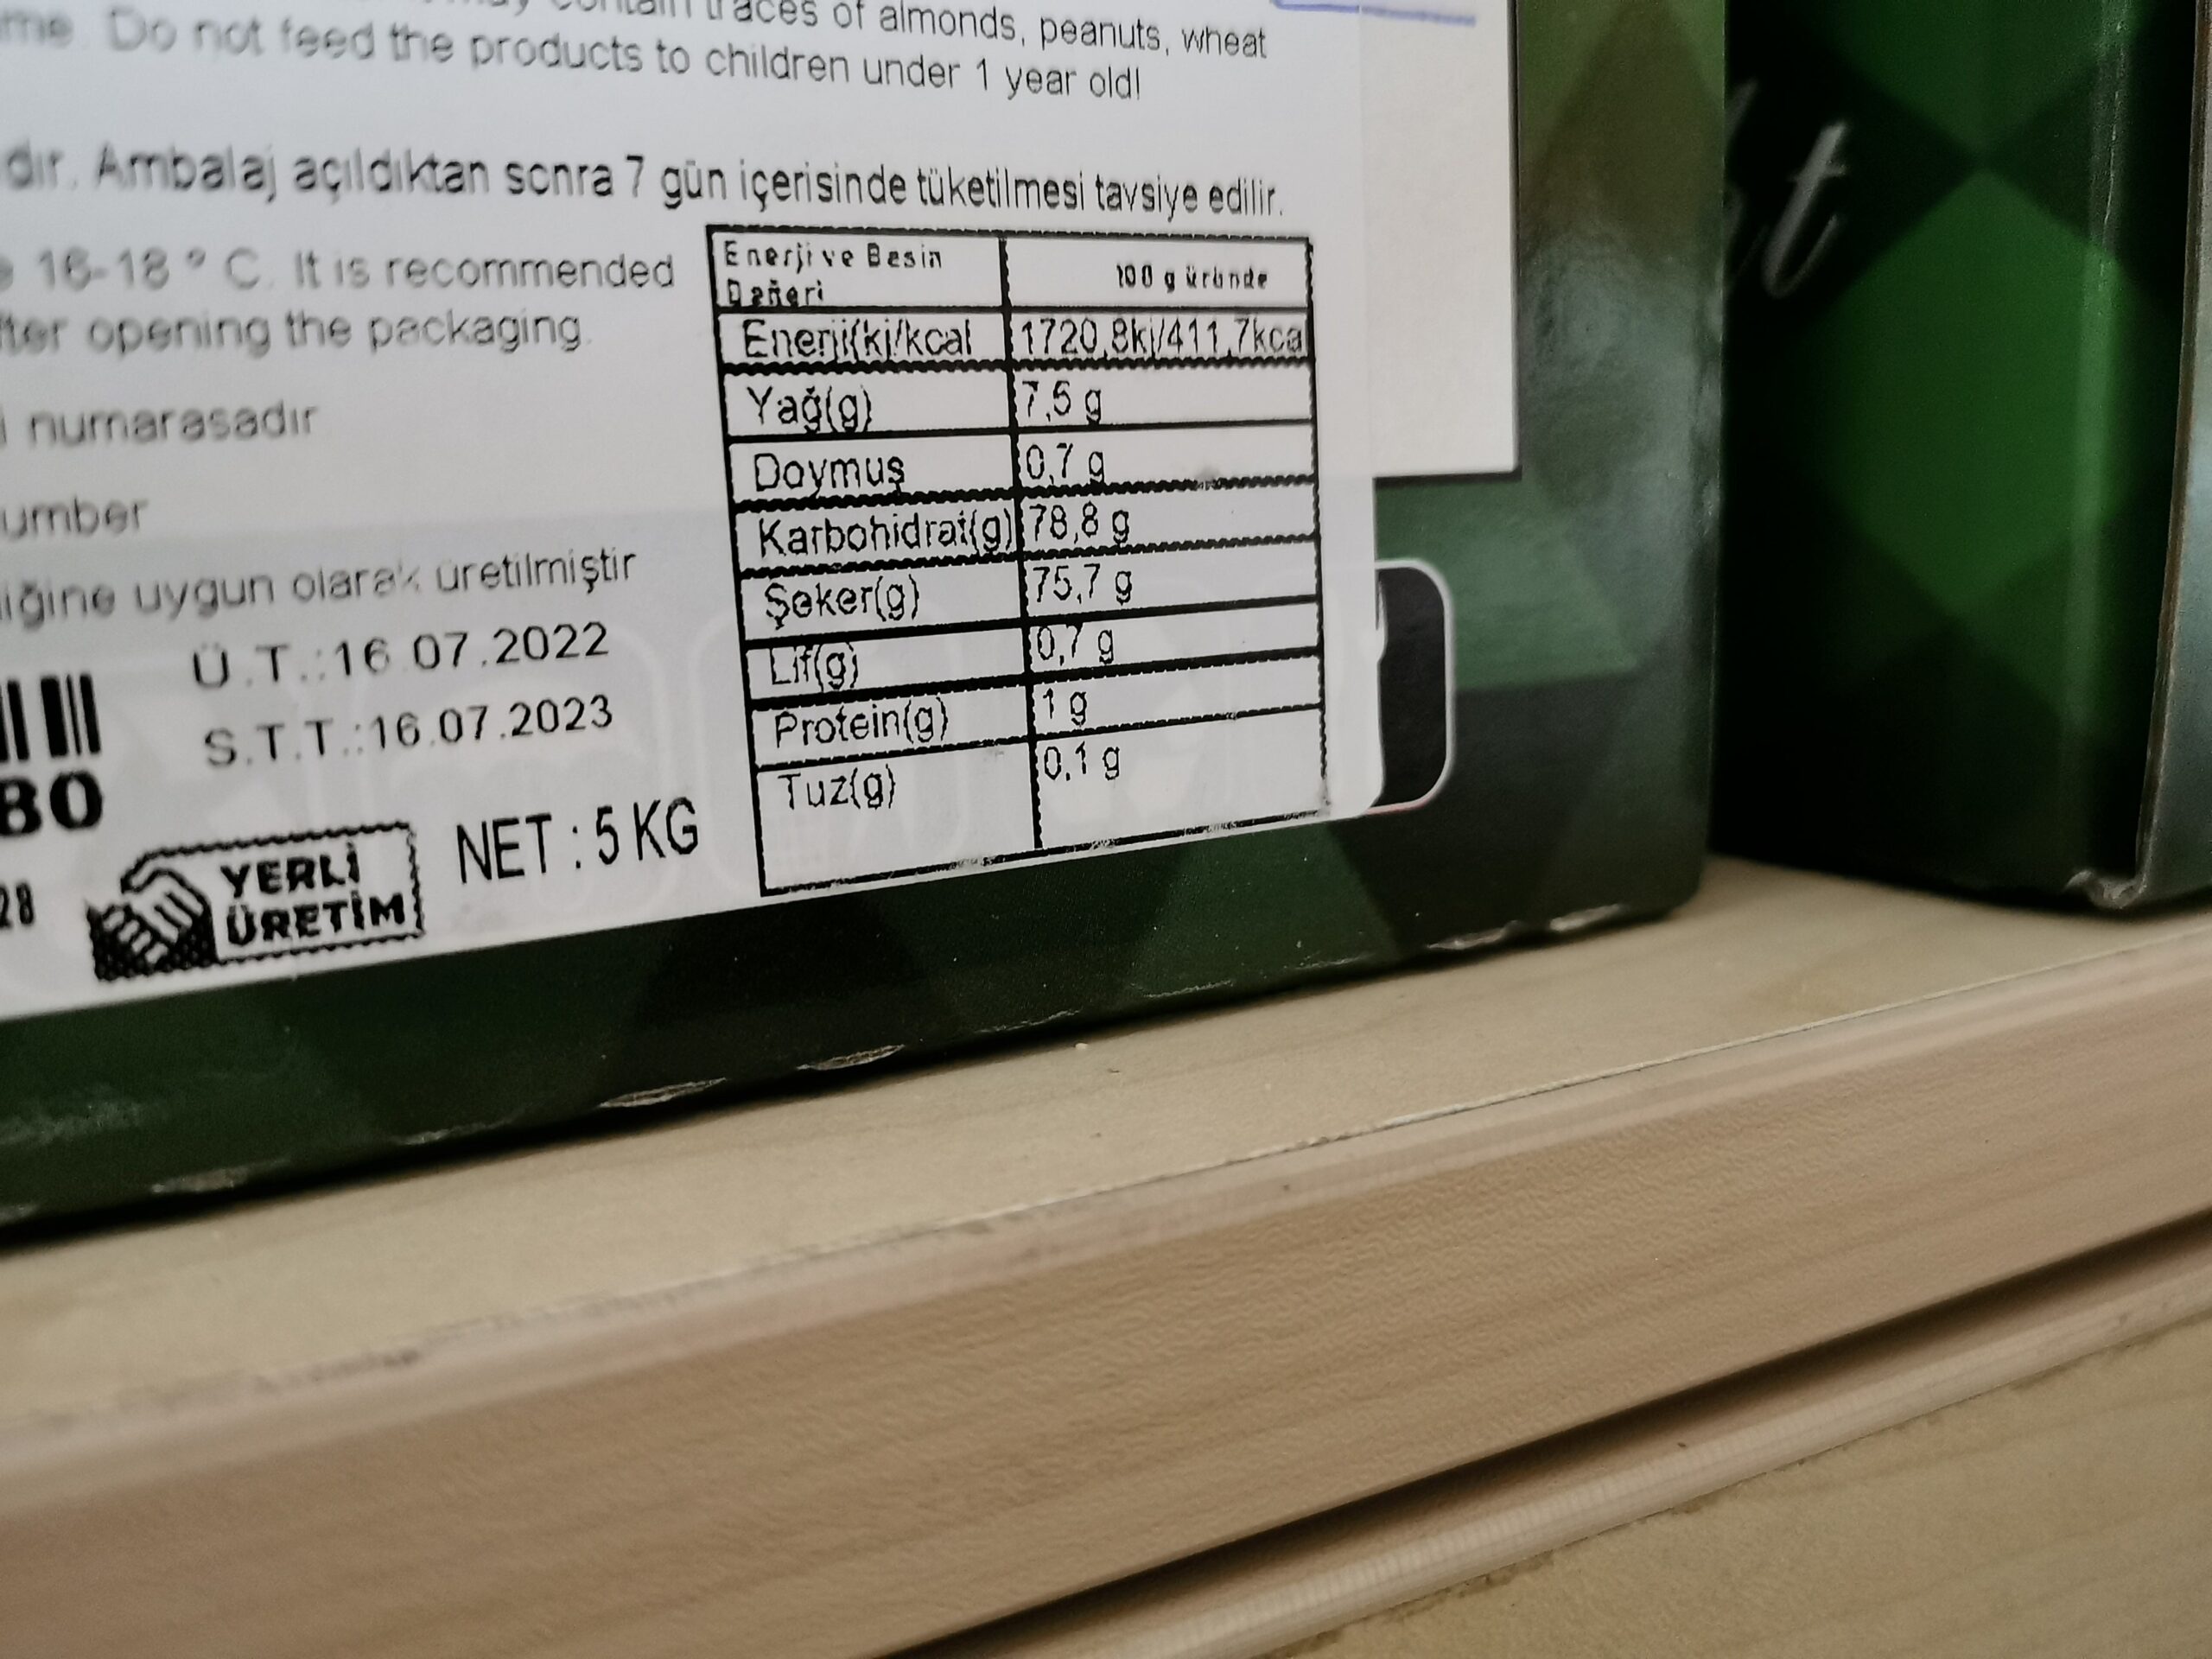 contain traces of almonds, peanuts, wheat
me. Do not feed the products to children under 1 year old!
dır. Ambalaj açıldıktan sonra 7 gün içerisinde tüketilmesi tavsiye edilir.
16-18 ° C. It is recommended
fter opening the packaging.
i numarasadır
umber
iğine uygun olarak üretilmiştir
Ü.T.:16.07.2022
S.T.T.:16.07.2023
80
28
YERLİ
ÜRETİM
NET : 5 KG
Enerji ve Besin
Değeri
100 g üründe
Enerji(kj/kcal 1720,8kj/411,7kca
Yağ(g) 7,5 g
Doymuş 0,7 g
Karbohidrat(g) 78,8 g
Şeker(g) 75,7 g
Lif(g) 0,7 g
Protein(g) 1 g
Tuz(g) 0,1 g